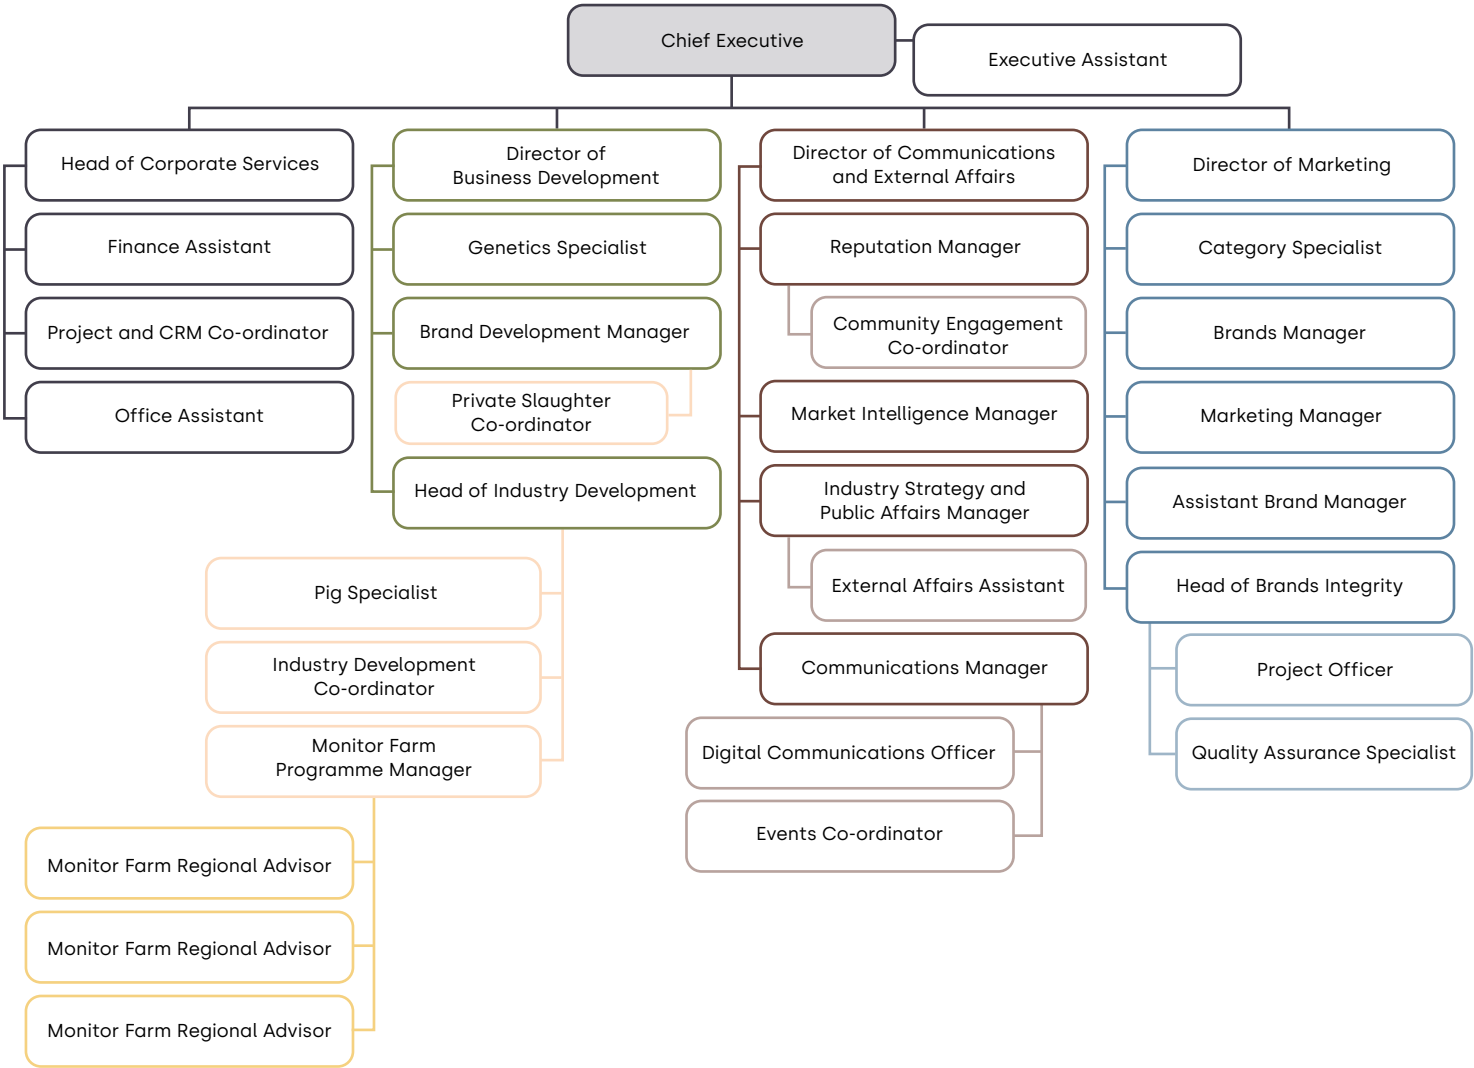 Chief Executive
Executive Assistant
Head of Corporate Services
Finance Assistant
Project and CRM Co-ordinator
Office Assistant
Director of
Business Development
Genetics Specialist
Brand Development Manager
Private Slaughter
Co-ordinator
Head of Industry Development
Pig Specialist
Industry Development
Co-ordinator
Monitor Farm
Programme Manager
Monitor Farm Regional Advisor
Monitor Farm Regional Advisor
Monitor Farm Regional Advisor
Director of Communications
and External Affairs
Reputation Manager
Community Engagement
Co-ordinator
Market Intelligence Manager
Industry Strategy and
Public Affairs Manager
External Affairs Assistant
Communications Manager
Digital Communications Officer
Events Co-ordinator
Director of Marketing
Category Specialist
Brands Manager
Marketing Manager
Assistant Brand Manager
Head of Brands Integrity
Project Officer
Quality Assurance Specialist